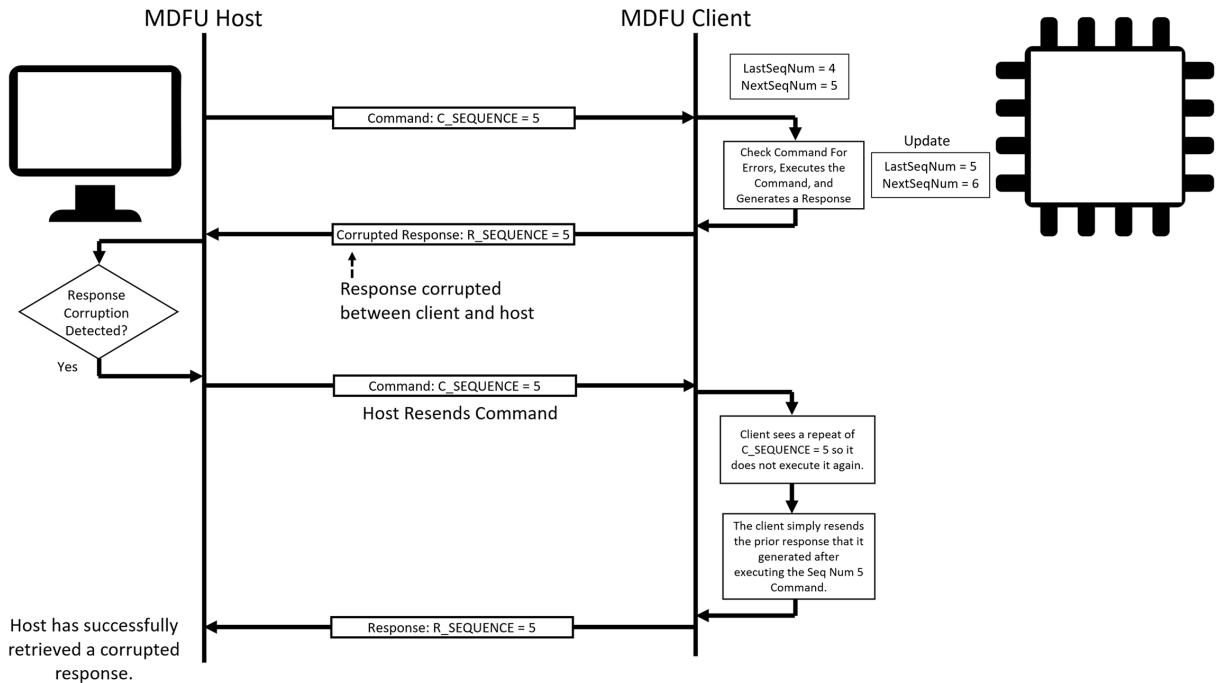 MDFU Host
MDFU Client
LastSeqNum = 4
NextSeqNum = 5
Command: C_SEQUENCE = 5
Check Command For
Errors, Executes the
Command, and
Generates a Response
Update
LastSeqNum = 5
NextSeqNum = 6
Corrupted Response: R_SEQUENCE = 5
Response corrupted
between client and host
Response
Corruption
Detected?
Yes
Command: C_SEQUENCE = 5
Host Resends Command
Client sees a repeat of
C_SEQUENCE = 5 so it
does not execute it again.
The client simply resends
the prior response that it
generated after
executing the Seq Num 5
Command.
Response: R_SEQUENCE = 5
Host has successfully
retrieved a corrupted
response.